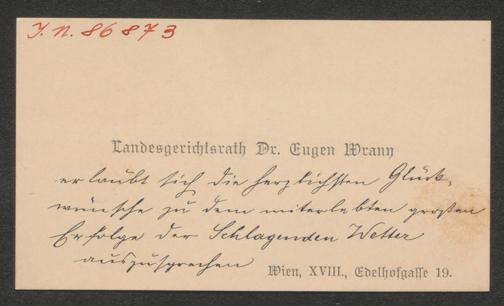 I. N. 86873
Landesgerichtsrath Dr. Eugen Wrany
erlaubt sich die herzlichsten Glück-
wünsche zu dem miterlebten großen
Erfolge der Schlagenden Wetter
auszusprechen
Wien, XVIII., Edelhofgasse 19.